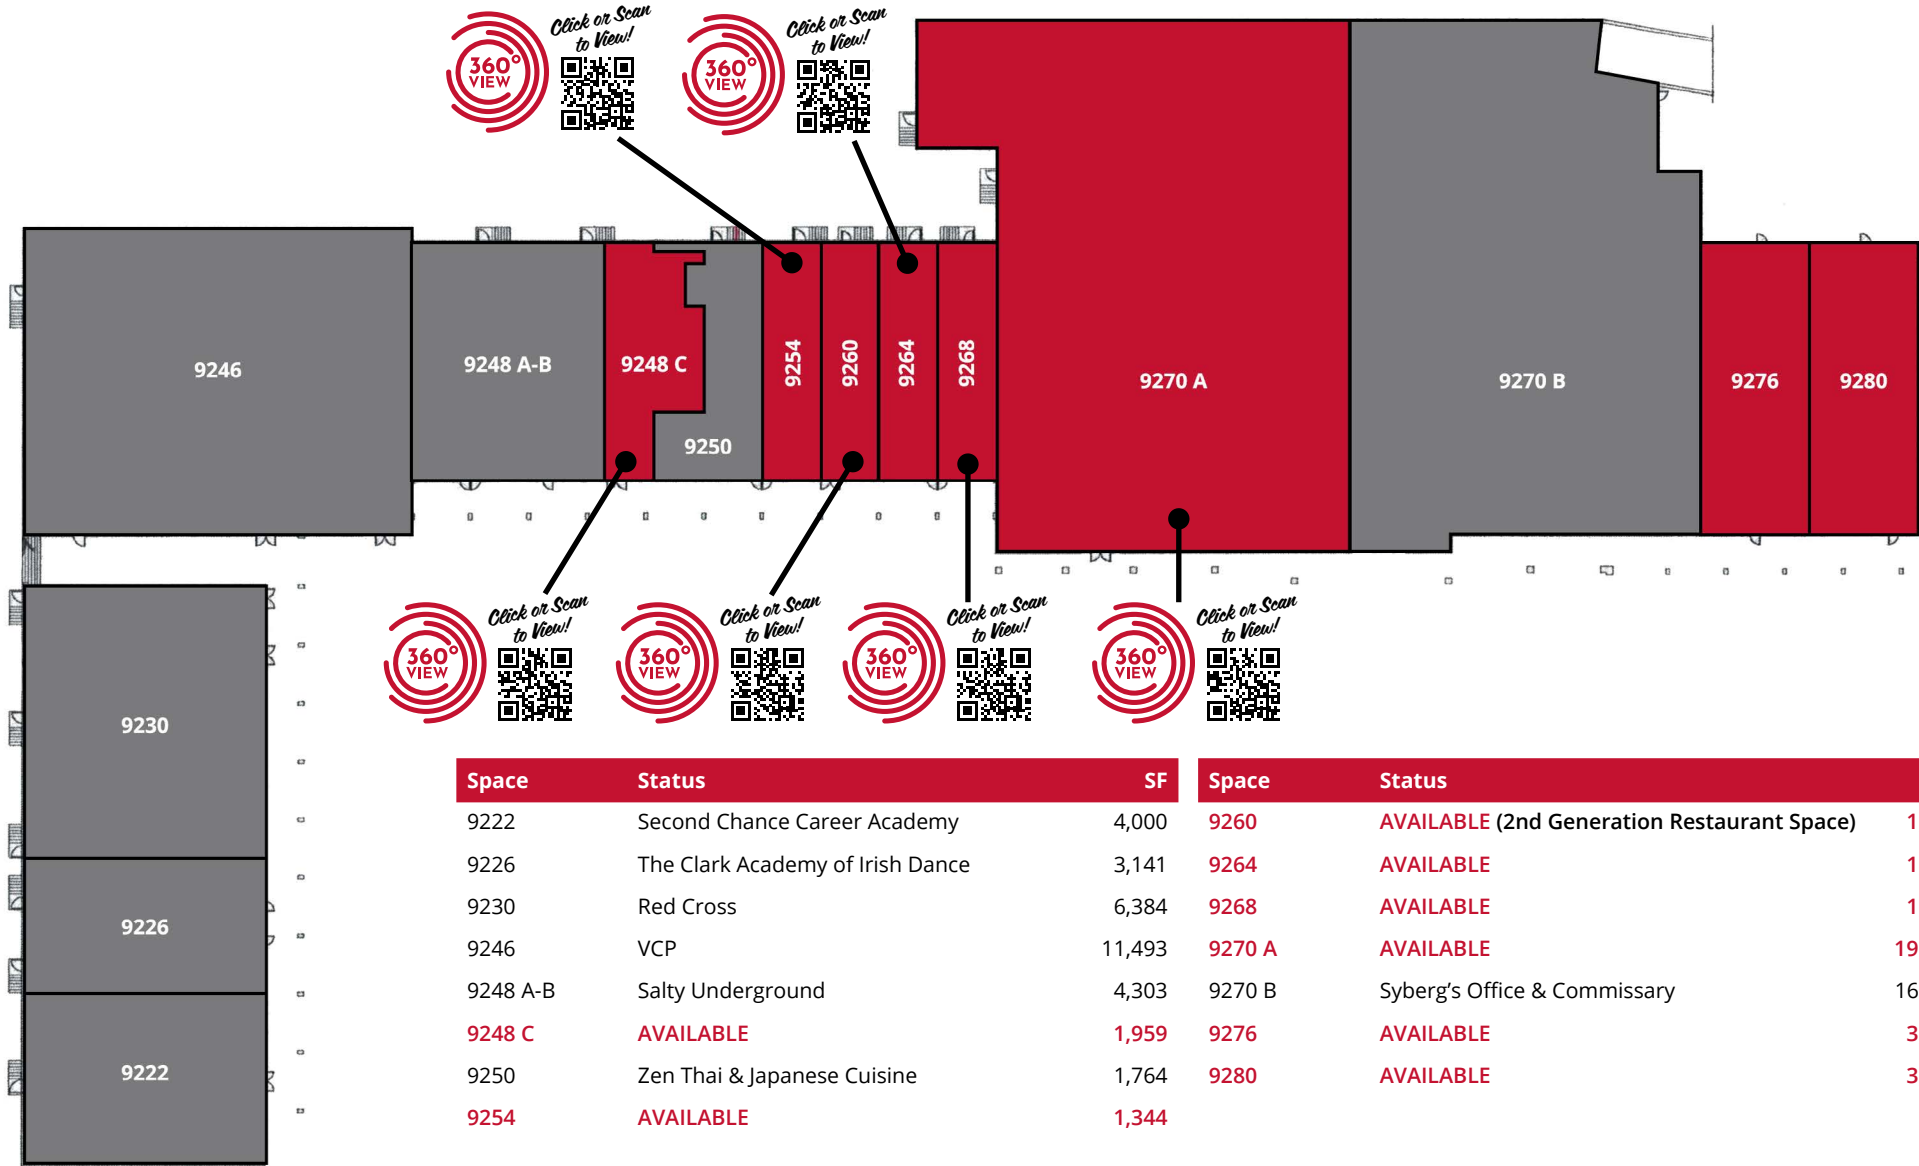 Click or Scan
to View!
360°
VIEW
Click or Scan
to View!
360°
VIEW
9246
9248 A-B
9248 C
9250
9254
9260
9264
9268
9270 A
9270 B
9276
9280
9230
9226
9222
Click or Scan
to View!
360°
VIEW
Click or Scan
to View!
360°
VIEW
Click or Scan
to View!
360°
VIEW
Click or Scan
to View!
360°
VIEW
Space Status SF
9222 Second Chance Career Academy 4,000
9226 The Clark Academy of Irish Dance 3,141
9230 Red Cross 6,384
9246 VCP 11,493
9248 A-B Salty Underground 4,303
9248 C AVAILABLE 1,959
9250 Zen Thai & Japanese Cuisine 1,764
9254 AVAILABLE 1,344
Space Status
9260 AVAILABLE (2nd Generation Restaurant Space) 1
9264 AVAILABLE 1
9268 AVAILABLE 1
9270 A AVAILABLE 19
9270 B Syberg's Office & Commissary 16
9276 AVAILABLE 3
9280 AVAILABLE 3